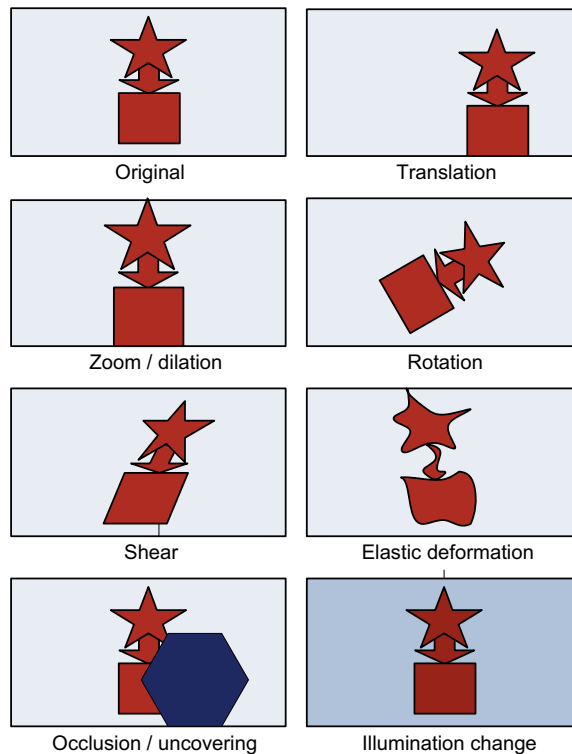 Original
Translation
Zoom / dilation
Rotation
Shear
Elastic deformation
Occlusion / uncovering
Illumination change